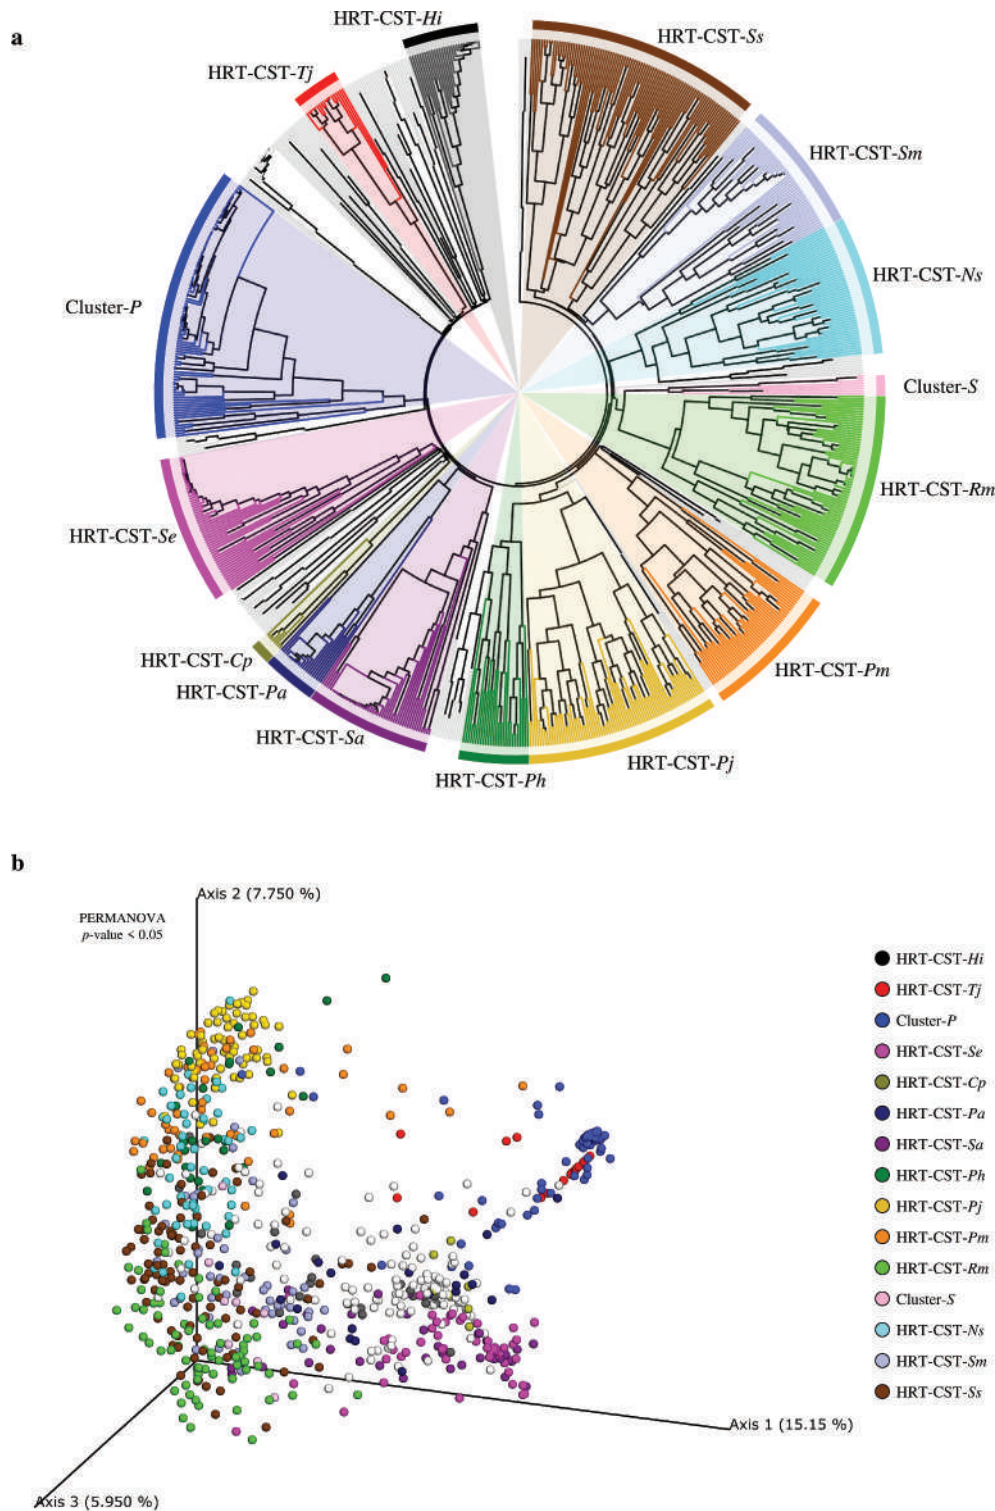 a
HRT-CST-Hi
HRT-CST-Ss
HRT-CST-Tj
HRT-CST-Sm
HRT-CST-Ns
Cluster-P
Cluster-S
HRT-CST-Rm
HRT-CST-Se
HRT-CST-Cp
HRT-CST-Pm
HRT-CST-Pa
HRT-CST-Sa
HRT-CST-Pj
HRT-CST-Ph
b
Axis 2 (7.750 %)
PERMANOVA
p-value < 0.05
HRT-CST-Hi
HRT-CST-Tj
Cluster-P
HRT-CST-Se
HRT-CST-Cp
HRT-CST-Pa
HRT-CST-Sa
HRT-CST-Ph
HRT-CST-Pj
HRT-CST-Pm
HRT-CST-Rm
Cluster-S
HRT-CST-Ns
HRT-CST-Sm
HRT-CST-Ss
Axis 1 (15.15 %)
Axis 3 (5.950 %)